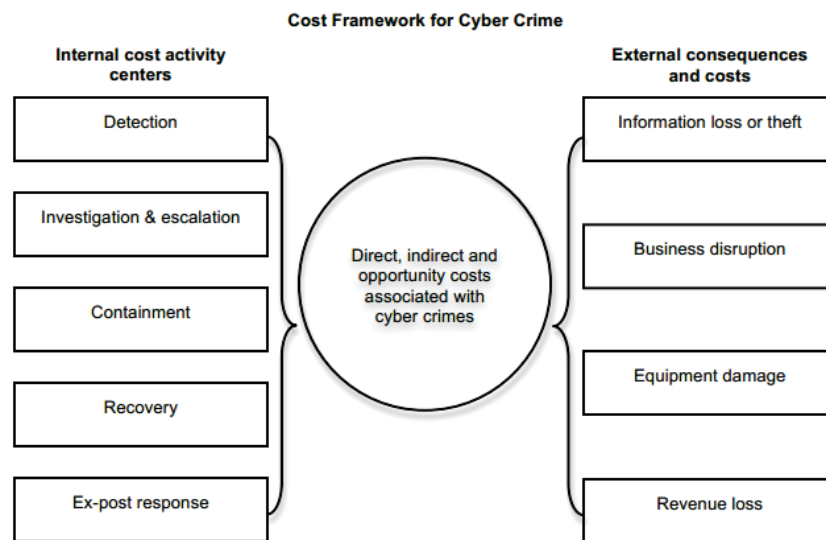 Cost Framework for Cyber Crime
Internal cost activity
centers
Detection
Investigation & escalation
Containment
Recovery
Ex-post response
Direct, indirect and
opportunity costs
associated with
cyber crimes
External consequences
and costs
Information loss or theft
Business disruption
Equipment damage
Revenue loss